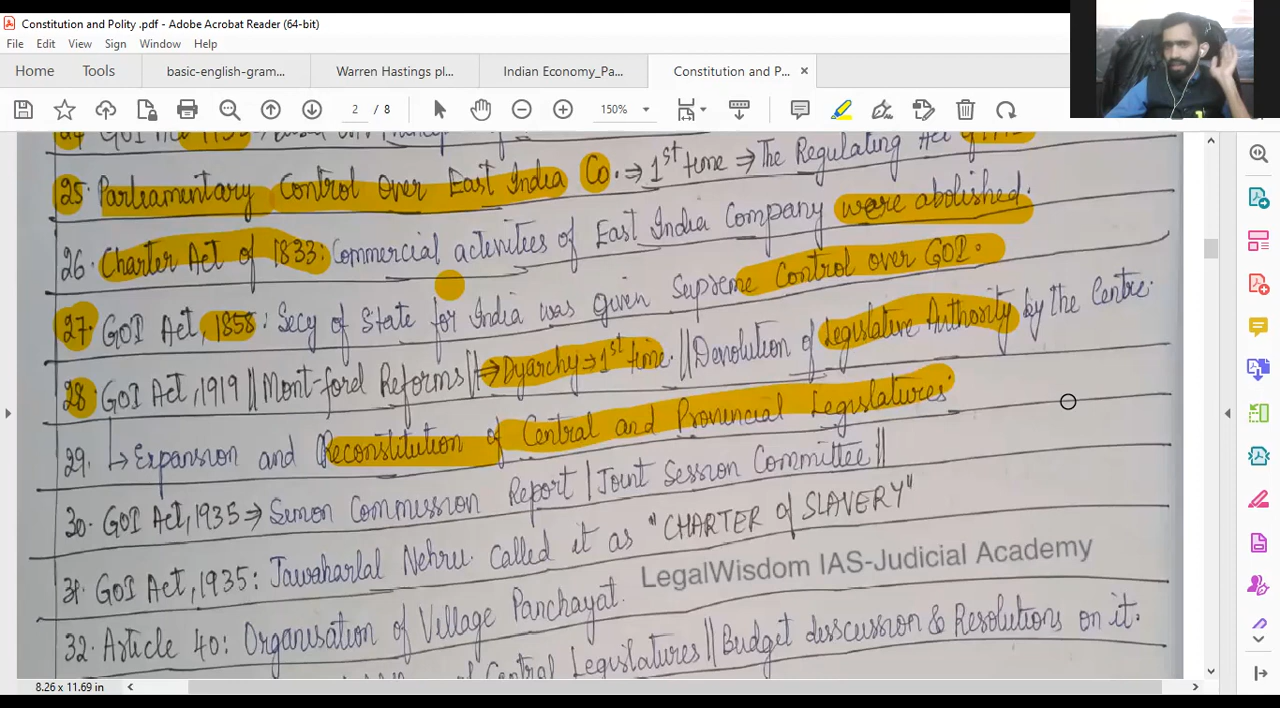 Constitution and Polity .pdf - Adobe Acrobat Reader (64-bit)
File Edit View Sign Window Help
Home Tools basic-english-gram... Warren Hastings pl... Indian Economy_Pa... Constitution and P... ×
2 / 8 150%
25. Parliamentary Control Over East India Co. → 1st time ⇒ The Regulating Act
26. Charter Act of 1833: Commercial activities of East India Company were abolished.
27. GOI Act, 1858: Secy of State for India was given Supreme Control over GOI.
28. GOI Act, 1919 || Mont-ford Reforms || ⇒ Dyarchy → 1st time. || Devolution of Legislative Authority by the Centre.
29. ↳ Expansion and Reconstitution of Central and Provincial Legislatures.
30. GOI Act, 1935 ⇒ Simon Commission Report | Joint Session Committee ||
31. GOI Act, 1935: Jawaharlal Nehru called it as "CHARTER of SLAVERY"
LegalWisdom IAS-Judicial Academy
32. Article 40: Organisation of Village Panchayat.
of Central Legislatures || Budget desscussion & Resolutions on it.
8.26 x 11.69 in